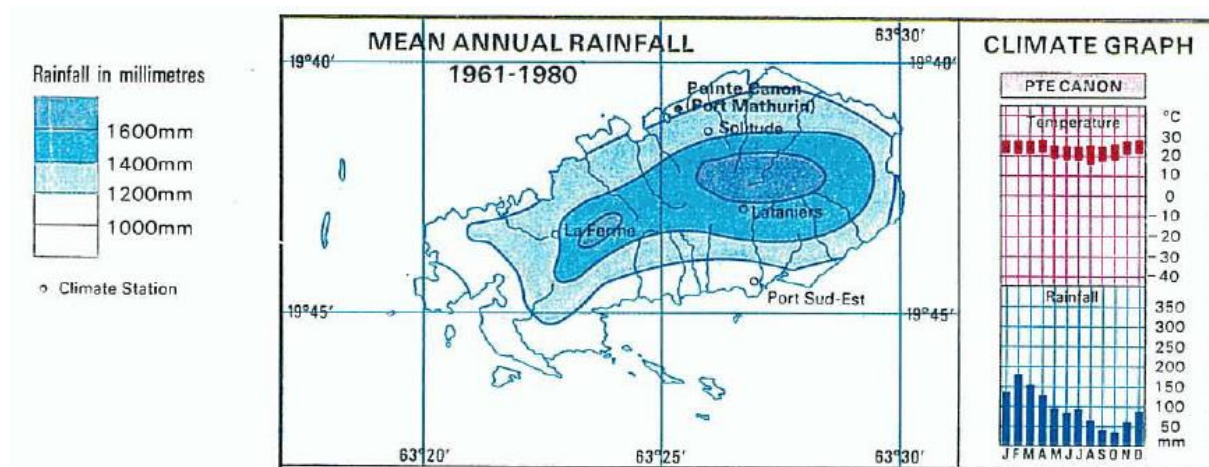 Rainfall in millimetres
1600mm
1400mm
1200mm
1000mm
Climate Station
MEAN ANNUAL RAINFALL
1961-1980
63°30'
19°40'
19°40'
Pointe Canon
(Port Mathurin)
Solitude
Lataniers
La Ferme
Port Sud-Est
19°45'
19°45'
63°20'
63°25'
63°30'
CLIMATE GRAPH
PTE CANON
°C
Temperature
30
20
10
0
-10
-20
-30
-40
Rainfall
350
300
250
200
150
100
50
mm
J F M A M J J A S O N D